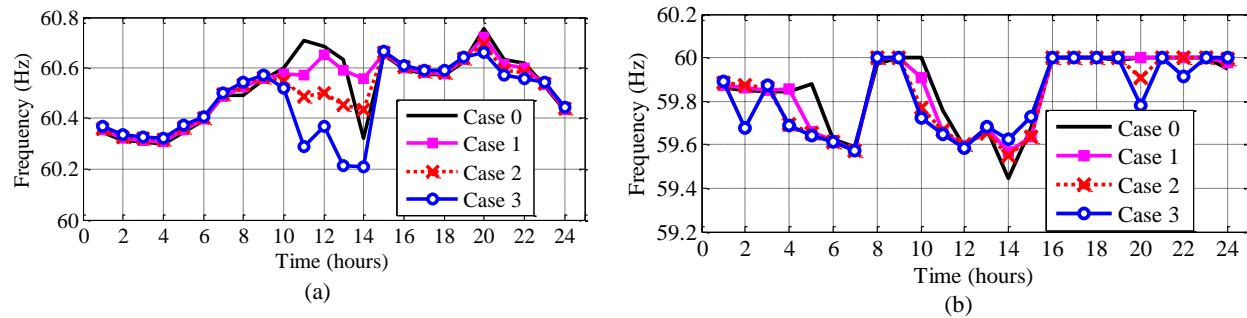 Frequency (Hz)
60.8
60.6
60.4
60.2
60
0 2 4 6 8 10 12 14 16 18 20 22 24
Time (hours)
Case 0
Case 1
Case 2
Case 3
(a)
Frequency (Hz)
60.2
60
59.8
59.6
59.4
59.2
0 2 4 6 8 10 12 14 16 18 20 22 24
Time (hours)
Case 0
Case 1
Case 2
Case 3
(b)